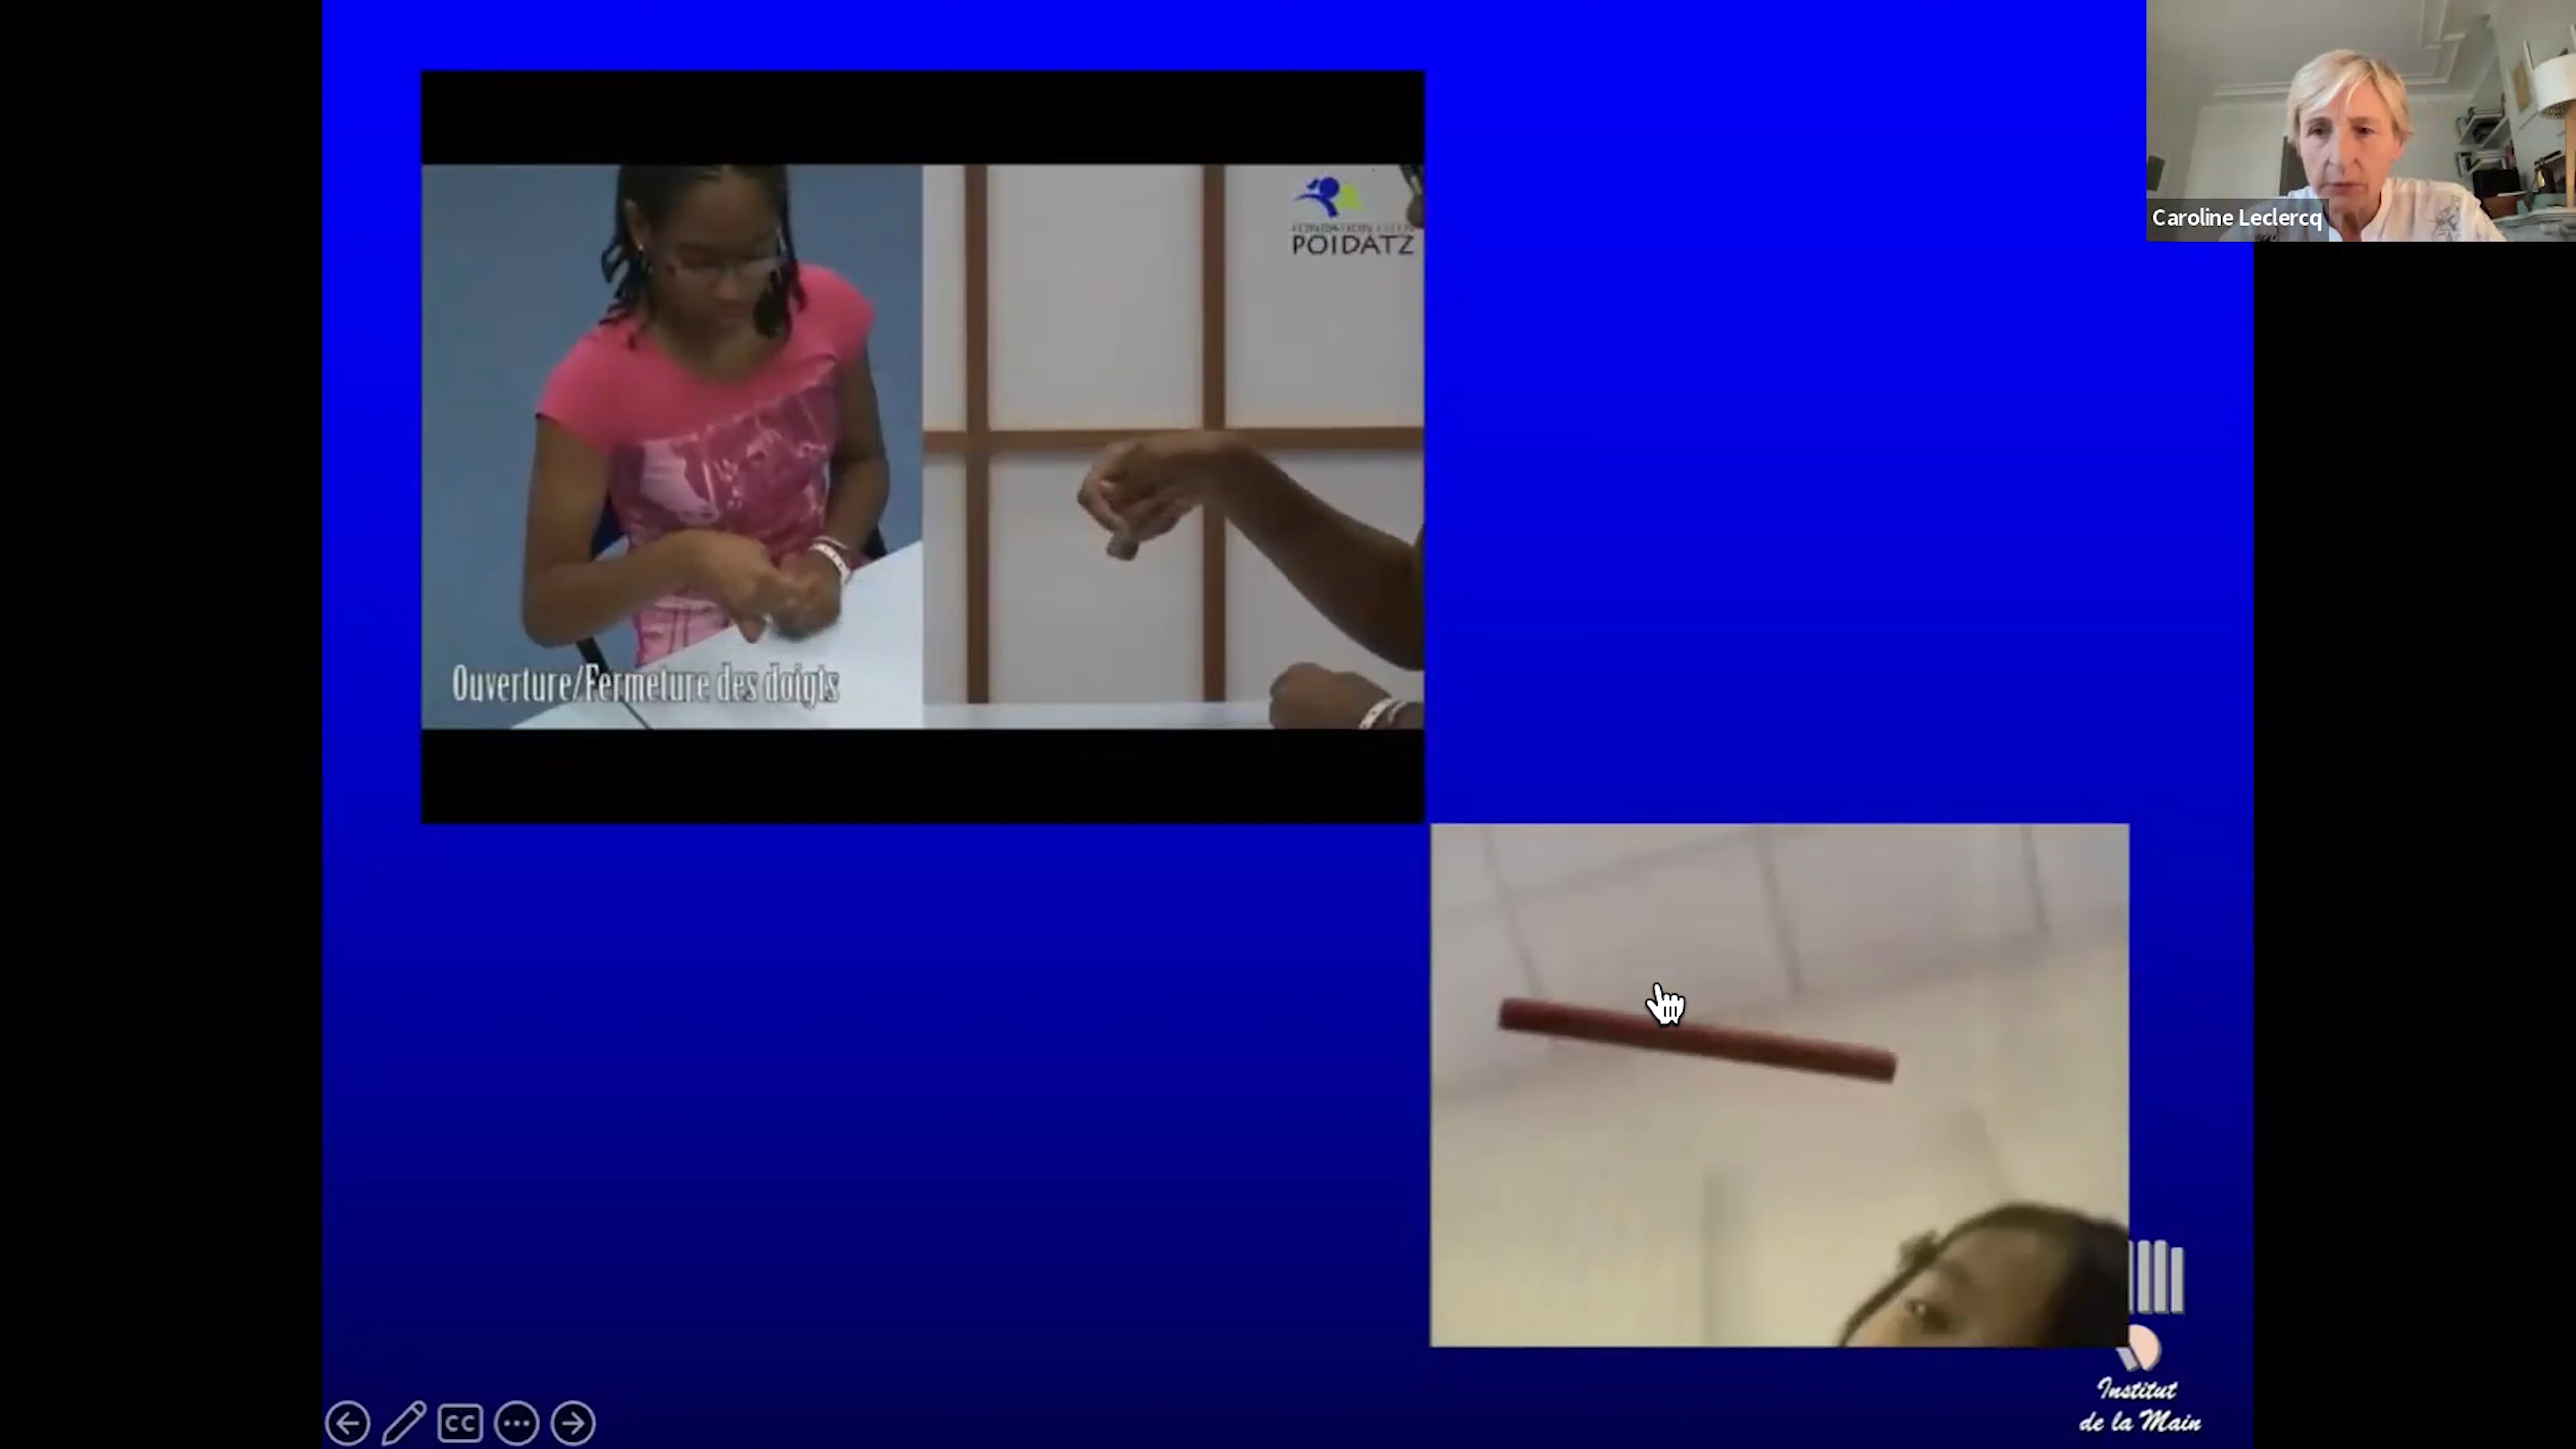 POIDATZ
Caroline Leclercq
Ouverture/Fermeture des doigts
CC
Institut
de la Main